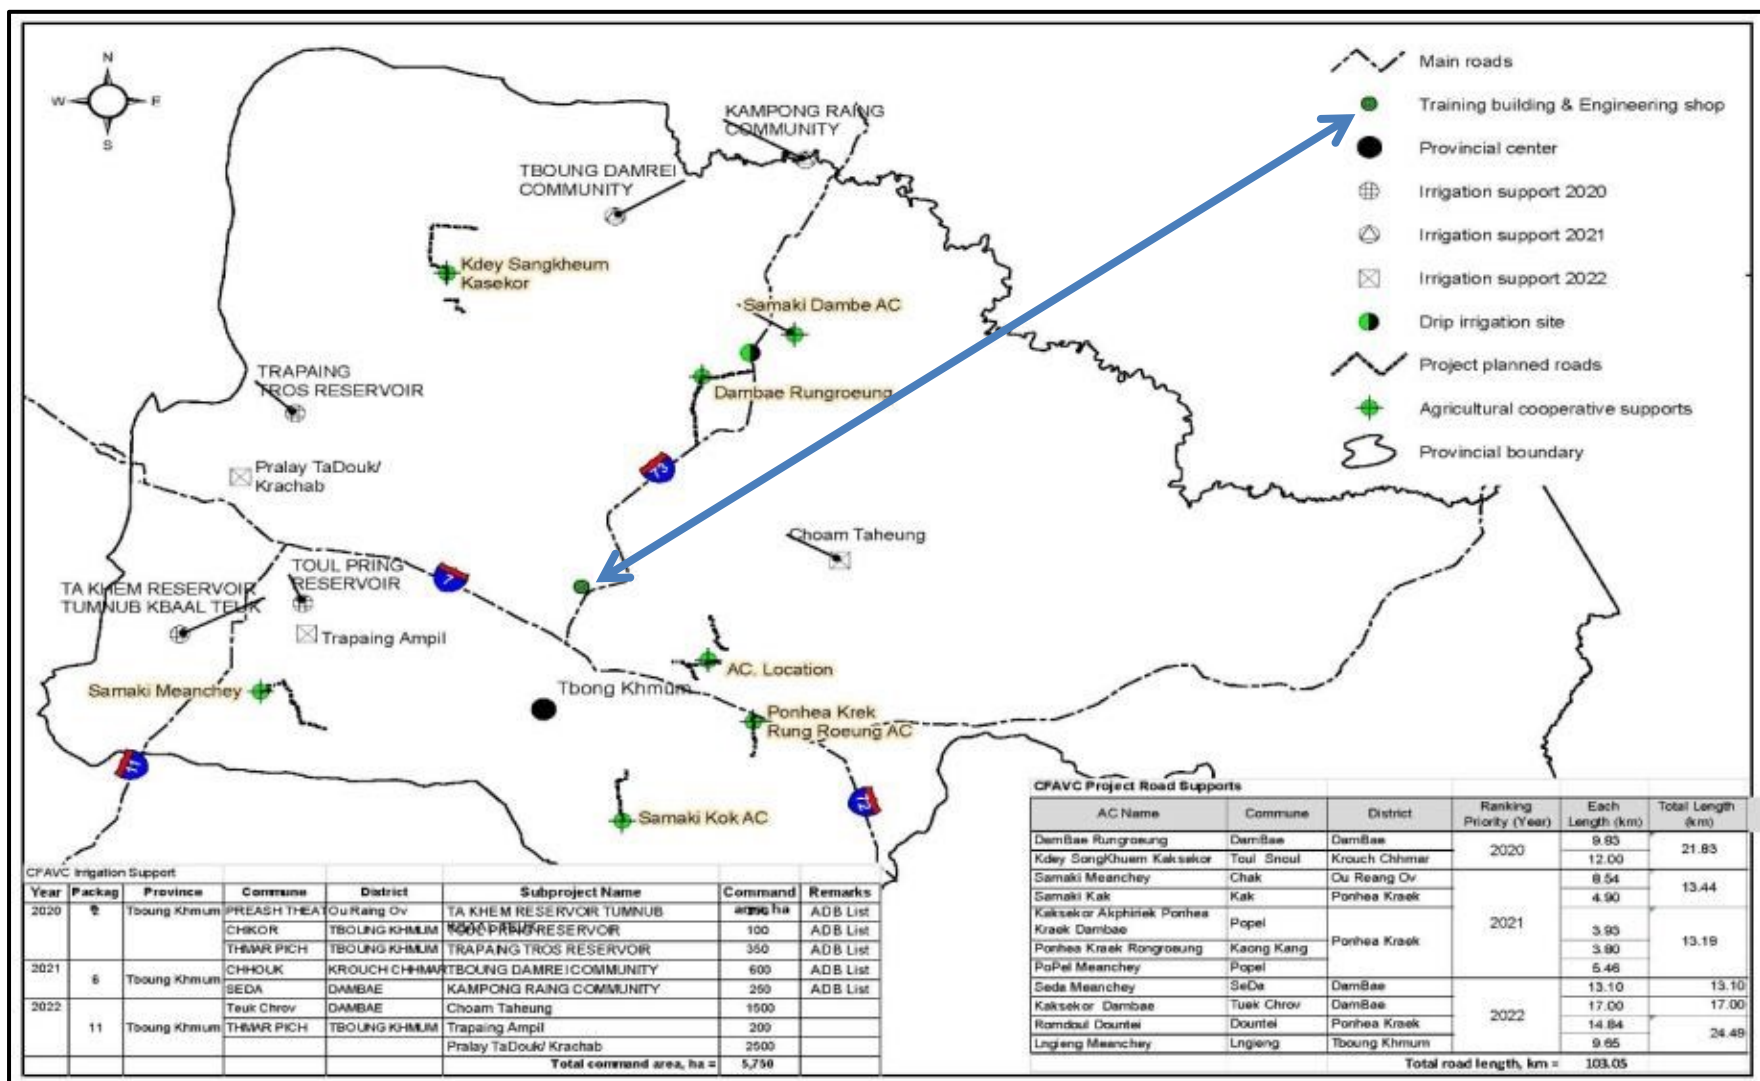 N
W E
S
KAMPONG RAING
COMMUNITY
TBOUNG DAMREI
COMMUNITY
Kdey Sangkheum
Kasekor
Samaki Dambe AC
TRAPAING
TROS RESERVOIR
Dambae Rungroeung
73
Pralay TaDouk/
Krachab
Choam Taheung
TOUL PRING
RESERVOIR
7
TA KHEM RESERVOIR
TUMNUB KBAAL TEUK
Trapaing Ampil
AC. Location
Samaki Meanchey
Tbong Khmum
Ponhea Krek
Rung Roeung AC
11
72
Samaki Kok AC
Main roads
Training building & Engineering shop
Provincial center
Irrigation support 2020
Irrigation support 2021
Irrigation support 2022
Drip irrigation site
Project planned roads
Agricultural cooperative supports
Provincial boundary
CFAVC Irrigation Support
Year Packag Province Commune District Subproject Name Command Remarks
2020 Tboung Khmum PREASH THEAT Ou Raing Ov TA KHEM RESERVOIR TUMNUB ha ADB List
CHIKOR TBOUNG KHMUM RESERVOIR 100 ADB List
THMAR PICH TBOUNG KHMUM TRAPAING TROS RESERVOIR 350 ADB List
2021 6 Tboung Khmum CHHOUK KROUCH CHHMAR TBOUNG DAMREI COMMUNITY 600 ADB List
SEDA DAMBAE KAMPONG RAING COMMUNITY 250 ADB List
2022 Teuk Chrov DAMBAE Choam Taheung 1500
11 Tboung Khmum THMAR PICH TBOUNG KHMUM Trapaing Ampil 200
Pralay TaDouk/ Krachab 2500
Total command area, ha = 5,750
CFAVC Project Road Supports
AC Name Commune District Ranking Priority (Year) Each Length (km) Total Length (km)
DamBae Rungroeung DamBae DamBae 2020 9.83 21.83
Kdey SongKhuem Kaksekor Toul Snoul Krouch Chhmar 12.00
Samaki Meanchey Chak Ou Reang Ov 2021 8.54 13.44
Samaki Kak Kak Ponhea Kraek 4.90
Kaksekor Akphiriek Ponhea
Kraek Dambae Popel Ponhea Kraek 3.93 13.19
Ponhea Kraek Rongroeung Kaong Kang 3.80
PoPel Meanchey Popel 5.46
Seda Meanchey SeDa DamBae 2022 13.10 13.10
Kaksekor Dambae Tuek Chrov DamBae 17.00 17.00
Romdoul Dountei Dountei Ponhea Kraek 14.84 24.49
Lngieng Meanchey Lngieng Tboung Khmum 9.65
Total road length, km = 103.05